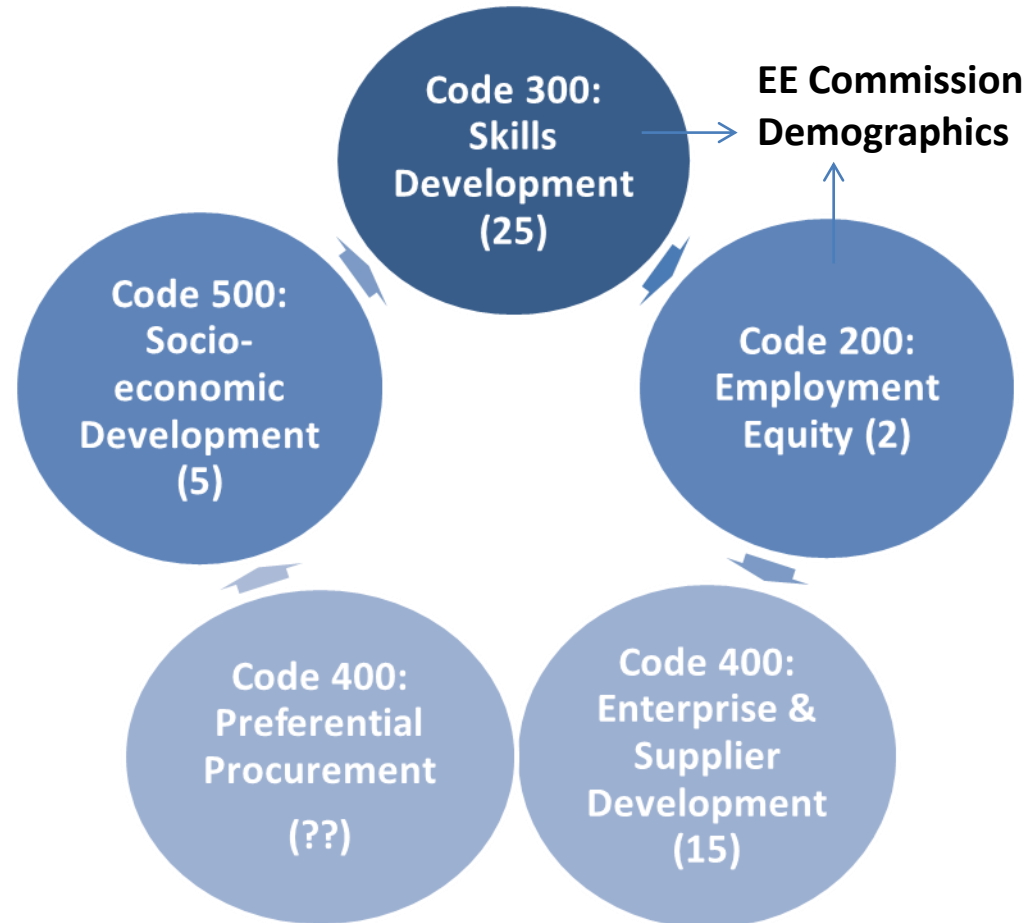 Code 300:
Skills
Development
(25)
EE Commission
Demographics
Code 500:
Socio-
economic
Development
(5)
Code 200:
Employment
Equity (2)
Code 400:
Preferential
Procurement
(??)
Code 400:
Enterprise &
Supplier
Development
(15)